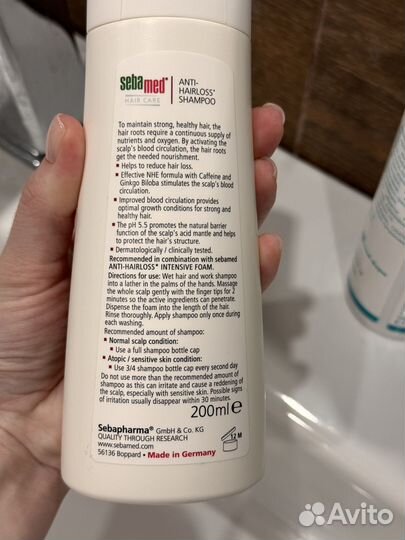 sebamed®
HAIR CARE
ANTI-
HAIRLOSS*
SHAMPOO
To maintain strong, healthy hair, the
hair roots require a continuous supply of
nutrients and oxygen. By activating the
scalp's blood circulation, the hair roots
get the needed nourishment.
• Helps to reduce hair loss.
• Effective NHE formula with Caffeine and
Ginkgo Biloba stimulates the scalp's blood
circulation.
• Improved blood circulation provides
optimal growth conditions for strong and
healthy hair.
• The pH 5.5 promotes the natural barrier
function of the scalp's acid mantle and helps
to protect the hair's structure.
• Dermatologically / clinically tested.
Recommended in combination with sebamed
ANTI-HAIRLOSS* INTENSIVE FOAM.
Directions for use: Wet hair and work shampoo
into a lather in the palms of the hands. Massage
the whole scalp gently with the finger tips for 2
minutes so the active ingredients can penetrate.
Dispense the foam into the length of the hair.
Rinse thoroughly. Apply shampoo only once during
each washing.
Recommended amount of shampoo:
• Normal scalp condition:
• Use a full shampoo bottle cap
• Atopic / sensitive skin condition:
• Use 3/4 shampoo bottle cap every second day
Do not use more than the recommended amount of
shampoo as this can irritate and cause a reddening of
the scalp, especially with sensitive skin. Possible signs
of irritation usually disappear within 30 minutes.
200ml ℮
Sebapharma® GmbH & Co. KG
QUALITY THROUGH RESEARCH
www.sebamed.com
56136 Boppard • Made in Germany
12 M
Avito